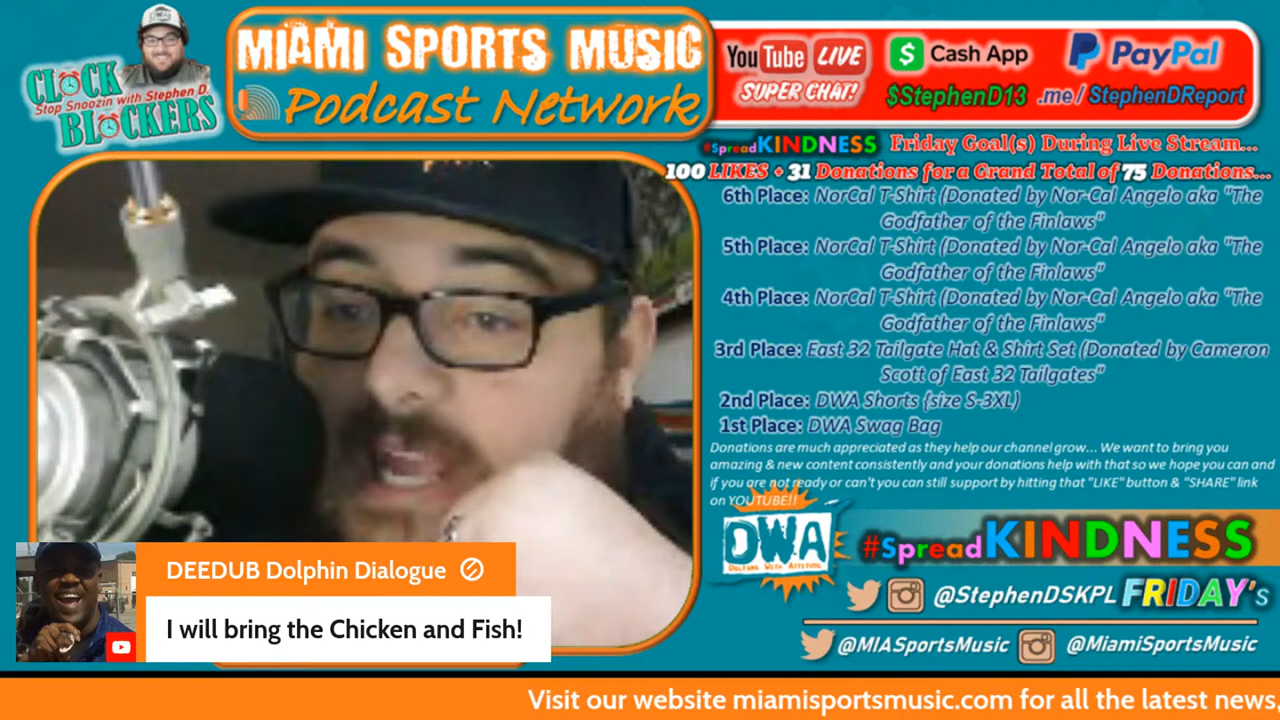 CLOCK
Stop Snoozin with Stephen D.
BLOCKERS
DWA
MIAMI SPORTS MUSIC
Podcast Network
YouTube LIVE
SUPER CHAT!
$ Cash App
$StephenD13
PayPal
.me/StephenDReport
#SpreadKINDNESS Friday Goal(s) During Live Stream...
100 LIKES + 31 Donations for a Grand Total of 75 Donations...
6th Place: NorCal T-Shirt (Donated by Nor-Cal Angelo aka "The
Godfather of the Finlaws"
5th Place: NorCal T-Shirt (Donated by Nor-Cal Angelo aka "The
Godfather of the Finlaws"
4th Place: NorCal T-Shirt (Donated by Nor-Cal Angelo aka "The
Godfather of the Finlaws"
3rd Place: East 32 Tailgate Hat & Shirt Set (Donated by Cameron
Scott of East 32 Tailgates"
2nd Place: DWA Shorts {size S-3XL)
1st Place: DWA Swag Bag
Donations are much appreciated as they help our channel grow... We want to bring you
amazing & new content consistently and your donations help with that so we hope you can and
if you are not ready or can't you can still support by hitting that "LIKE" button & "SHARE" link
on YOUTUBE!!
DWA
DOLFANS WITH ATTITUDE
#SpreadKINDNESS
@StephenDSKPL FRIDAY's
@MIASportsMusic @MiamiSportsMusic
DEEDUB Dolphin Dialogue
I will bring the Chicken and Fish!
Visit our website miamisportsmusic.com for all the latest news,